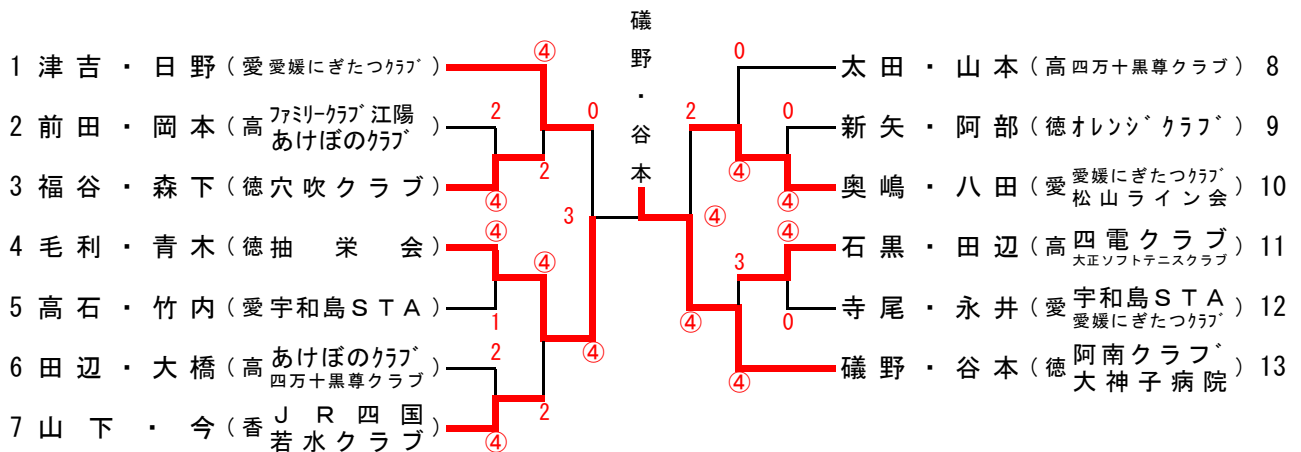 礒野・谷本
1 津吉・日野 (愛 愛媛にぎたつクラブ)
④
2 前田・岡本 (高 ファミリークラブ江陽
あけぼのクラブ)
2
3 福谷・森下 (徳 穴吹クラブ)
④
2
0
4 毛利・青木 (徳 抽栄会)
④
④
3
5 高石・竹内 (愛 宇和島STA)
1
④
6 田辺・大橋 (高 あけぼのクラブ
四万十黒尊クラブ)
2
7 山下・今 (香 JR四国
若水クラブ)
④
2
0
太田・山本 (高 四万十黒尊クラブ) 8
2
0
新矢・阿部 (徳 オレンジクラブ) 9
④
④
奥嶋・八田 (愛 愛媛にぎたつクラブ
松山ライン会) 10
④
④
石黒・田辺 (高 四電クラブ
大正ソフトテニスクラブ) 11
3
0
寺尾・永井 (愛 宇和島STA
愛媛にぎたつクラブ) 12
④
④
礒野・谷本 (徳 阿南クラブ
大神子病院) 13